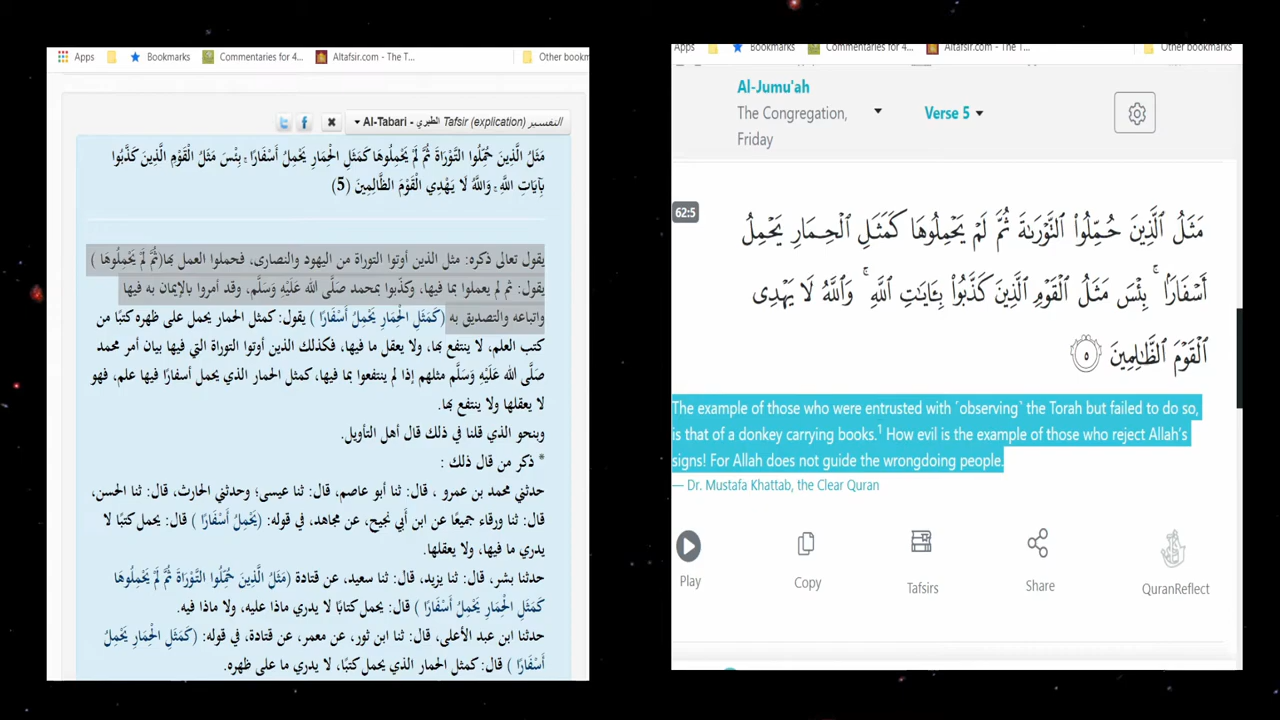 Apps
Bookmarks
Commentaries for 4...
Altafsir.com - The T...
Other bookm
Al-Tabari - التفسير Tafsir (explication) الطبري
مَثَلُ الَّذِينَ حُمِّلُوا التَّوْرَاةَ ثُمَّ لَمْ يَحْمِلُوهَا كَمَثَلِ الْحِمَارِ يَحْمِلُ أَسْفَارًا ۚ بِئْسَ مَثَلُ الْقَوْمِ الَّذِينَ كَذَّبُوا
بِآيَاتِ اللَّهِ ۚ وَاللَّهُ لَا يَهْدِي الْقَوْمَ الظَّالِمِينَ (5)
يقول تعالى ذكره: مثل الذين أوتوا التوراة من اليهود والنصارى، فحملوا العمل بها(ثُمَّ لَمْ يَحْمِلُوهَا )
يقول: ثم لم يعملوا بما فيها، وكذّبوا بمحمد صَلَّى الله عَلَيْهِ وَسَلَّم، وقد أمروا بالإيمان به فيها
واتباعه والتصديق به (كَمَثَلِ الْحِمَارِ يَحْمِلُ أَسْفَارًا ) يقول: كمثل الحمار يحمل على ظهره كتبًا من
كتب العلم، لا ينتفع بها، ولا يعقل ما فيها، فكذلك الذين أوتوا التوراة التي فيها بيان أمر محمد
صَلَّى الله عَلَيْهِ وَسَلَّم مثلهم إذا لم ينتفعوا بما فيها، كمثل الحمار الذي يحمل أسفارًا فيها علم، فهو
لا يعقلها ولا ينتفع بها.
وبنحو الذي قلنا في ذلك قال أهل التأويل.
* ذكر من قال ذلك :
حدثني محمد بن عمرو ، قال: ثنا أبو عاصم، قال: ثنا عيسى؛ وحدثني الحارث، قال: ثنا الحسن،
قال: ثنا ورقاء جميعًا عن ابن أبي نجيح، عن مجاهد، في قوله: (يَحْمِلُ أَسْفَارًا ) قال: يحمل كتبًا لا
يدري ما فيها، ولا يعقلها.
حدثنا بشر، قال: ثنا يزيد، قال: ثنا سعيد، عن قتادة (مَثَلُ الَّذِينَ حُمِّلُوا التَّوْرَاةَ ثُمَّ لَمْ يَحْمِلُوهَا
كَمَثَلِ الْحِمَارِ يَحْمِلُ أَسْفَارًا ) قال: يحمل كتابًا لا يدري ماذا عليه، ولا ماذا فيه.
حدثنا ابن عبد الأعلى، قال: ثنا ابن ثور، عن معمر، عن قتادة، في قوله: (كَمَثَلِ الْحِمَارِ يَحْمِلُ
أَسْفَارًا ) قال: كمثل الحمار الذي يحمل كتبًا، لا يدري ما على ظهره.
Apps
Bookmarks
Commentaries for 4...
Altafsir.com - The T...
Other bookmarks
Al-Jumu'ah
The Congregation,
Friday
Verse 5
62:5
مَثَلُ ٱلَّذِينَ حُمِّلُوا۟ ٱلتَّوْرَىٰةَ ثُمَّ لَمْ يَحْمِلُوهَا كَمَثَلِ ٱلْحِمَارِ يَحْمِلُ
أَسْفَارًۢا ۚ بِئْسَ مَثَلُ ٱلْقَوْمِ ٱلَّذِينَ كَذَّبُوا۟ بِـَٔايَـٰتِ ٱللَّهِ ۚ وَٱللَّهُ لَا يَهْدِى
ٱلْقَوْمَ ٱلظَّـٰلِمِينَ ٥
The example of those who were entrusted with ˹observing˺ the Torah but failed to do so,
is that of a donkey carrying books.1 How evil is the example of those who reject Allah's
signs! For Allah does not guide the wrongdoing people.
— Dr. Mustafa Khattab, the Clear Quran
Play
Copy
Tafsirs
Share
QuranReflect